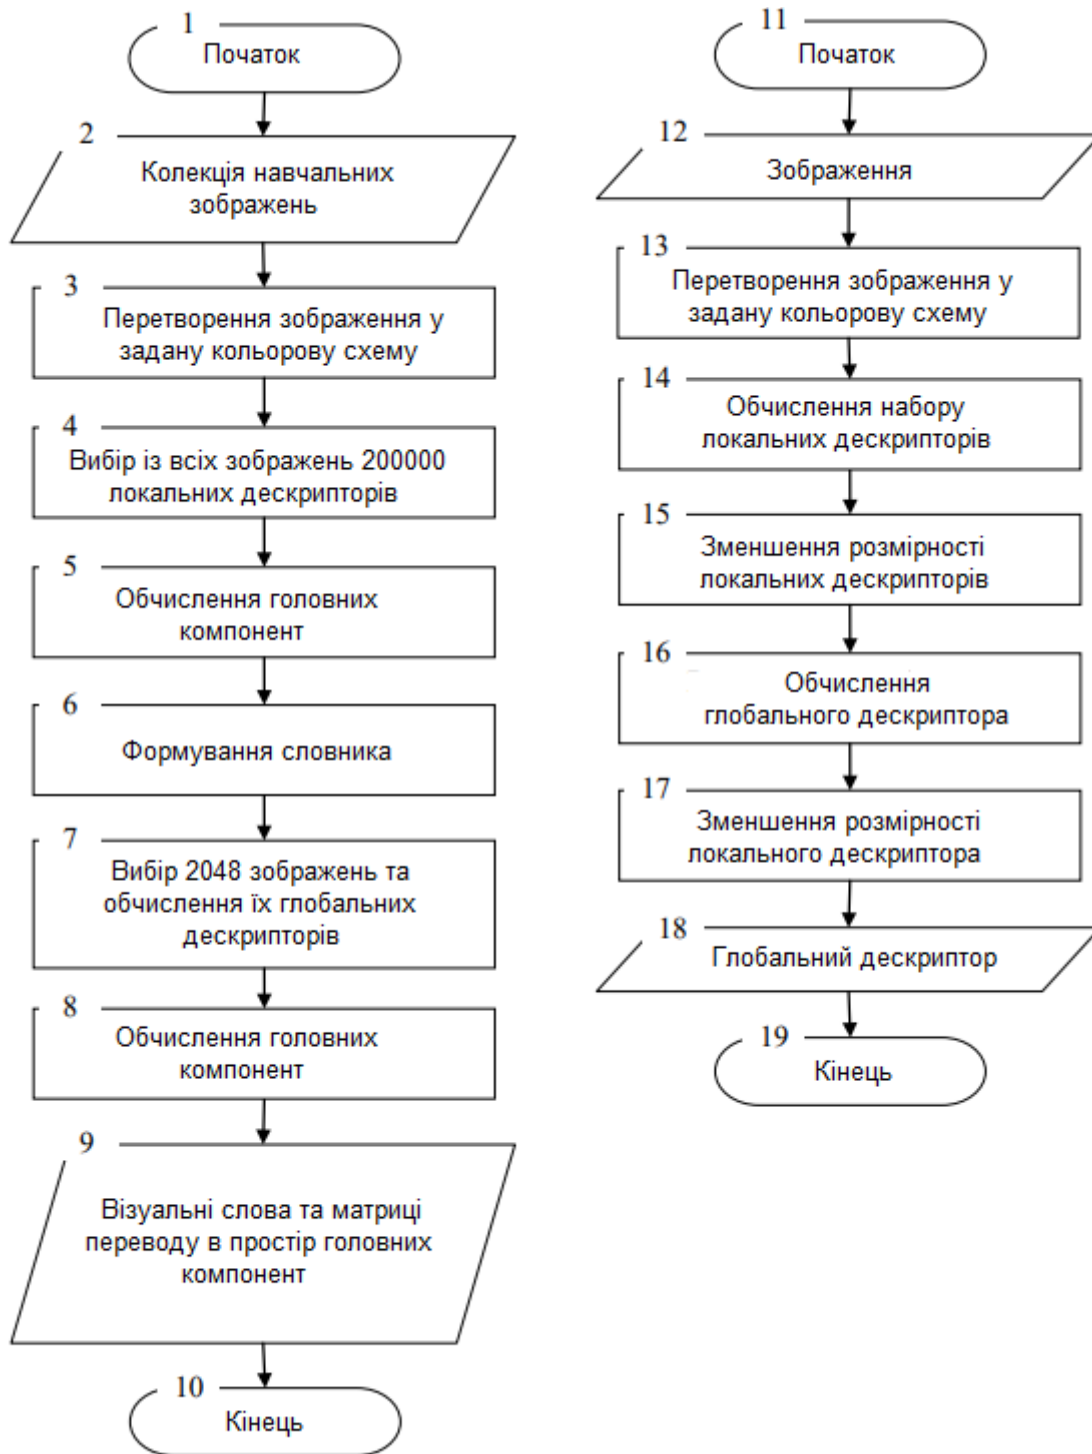 1
Початок
2
Колекція навчальних
зображень
3
Перетворення зображення у
задану кольорову схему
4
Вибір із всіх зображень 200000
локальних дескрипторів
5
Обчислення головних
компонент
6
Формування словника
7
Вибір 2048 зображень та
обчислення їх глобальних
дескрипторів
8
Обчислення головних
компонент
9
Візуальні слова та матриці
переводу в простір головних
компонент
10
Кінець
11
Початок
12
Зображення
13
Перетворення зображення у
задану кольорову схему
14
Обчислення набору
локальних дескрипторів
15
Зменшення розмірності
локальних дескрипторів
16
Обчислення
глобального дескриптора
17
Зменшення розмірності
локального дескриптора
18
Глобальний дескриптор
19
Кінець